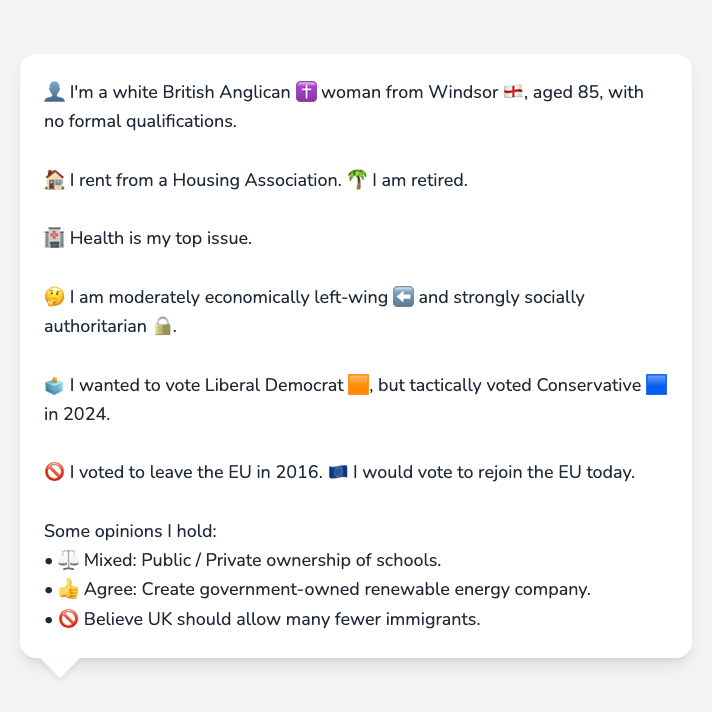 👤 I'm a white British Anglican ✝️ woman from Windsor 🏴󠁧󠁢󠁥󠁮󠁧󠁿, aged 85, with
no formal qualifications.
🏠 I rent from a Housing Association. 🌴 I am retired.
🏥 Health is my top issue.
🤔 I am moderately economically left-wing ⬅️ and strongly socially
authoritarian 🔒.
🗳️ I wanted to vote Liberal Democrat 🟧, but tactically voted Conservative 🟦
in 2024.
🚫 I voted to leave the EU in 2016. 🇪🇺 I would vote to rejoin the EU today.
Some opinions I hold:
• ⚖️ Mixed: Public / Private ownership of schools.
• 👍 Agree: Create government-owned renewable energy company.
• 🚫 Believe UK should allow many fewer immigrants.